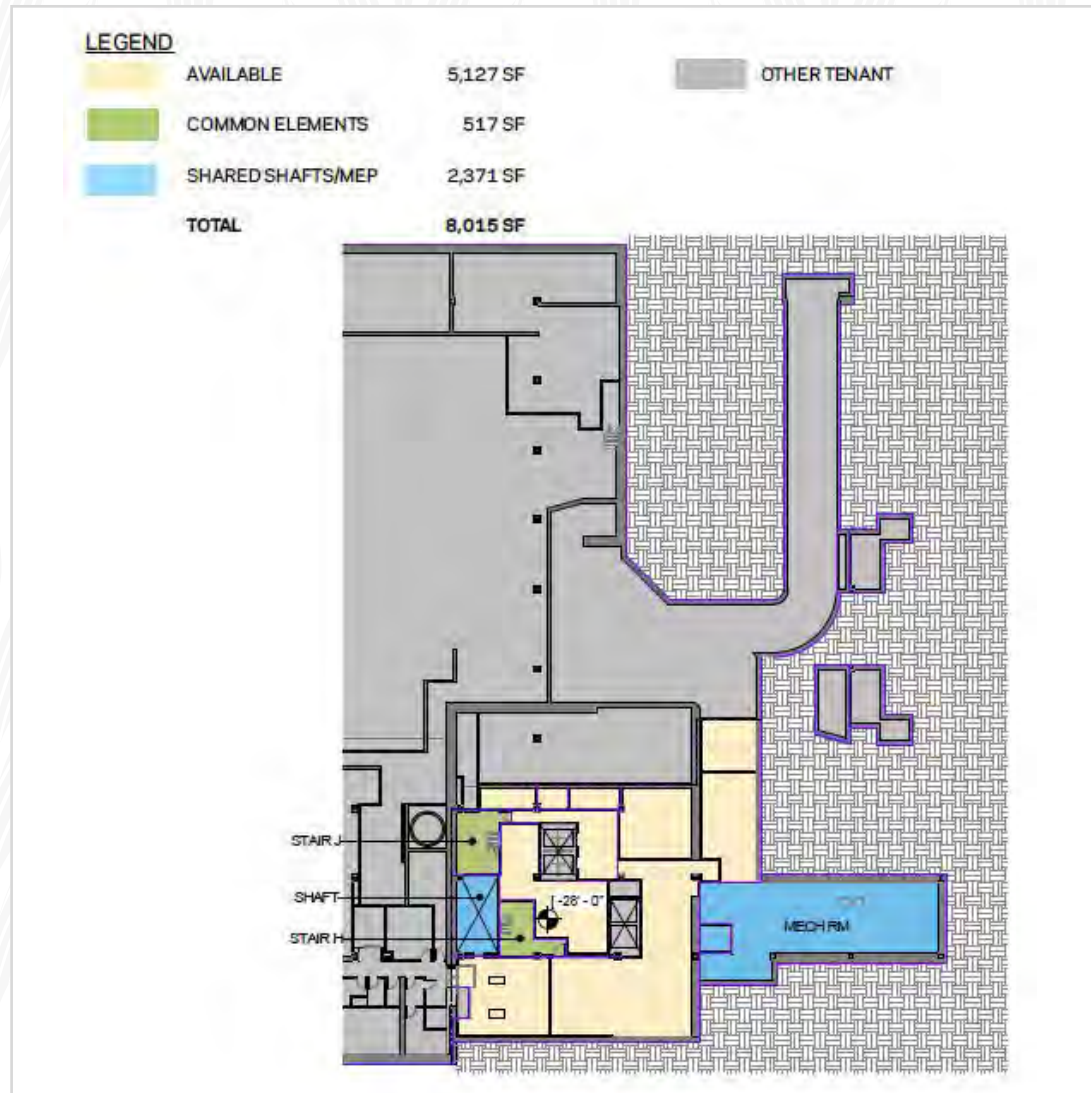 LEGEND
AVAILABLE 5,127 SF
OTHER TENANT
COMMON ELEMENTS 517 SF
SHARED SHAFTS/MEP 2,371 SF
TOTAL 8,015 SF
STAIR J
SHAFT
-28' - 0"
STAIR H
MECH RM